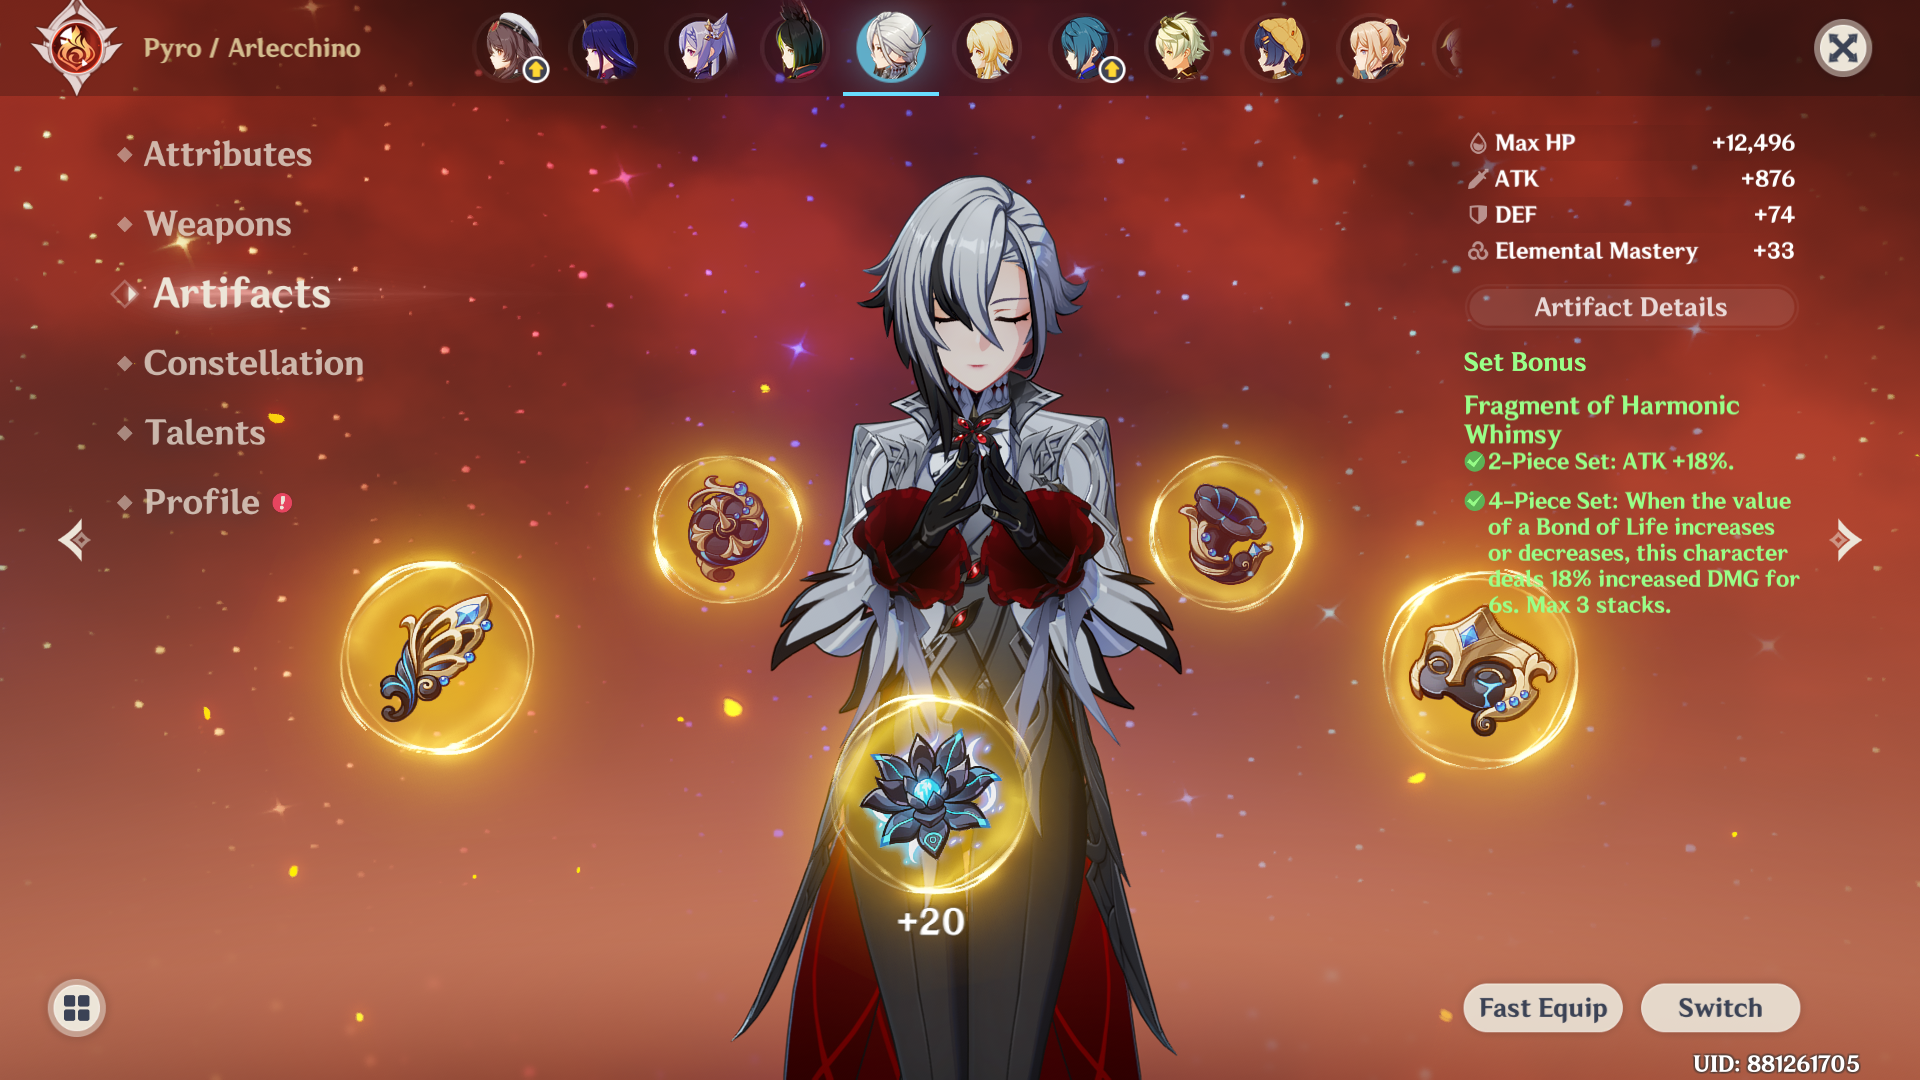 Pyro / Arlecchino
Attributes
Weapons
Artifacts
Constellation
Talents
Profile
Max HP +12,496
ATK +876
DEF +74
Elemental Mastery +33
Artifact Details
Set Bonus
Fragment of Harmonic
Whimsy
2-Piece Set: ATK +18%.
4-Piece Set: When the value
of a Bond of Life increases
or decreases, this character
deals 18% increased DMG for
6s. Max 3 stacks.
+20
Fast Equip
Switch
UID: 881261705